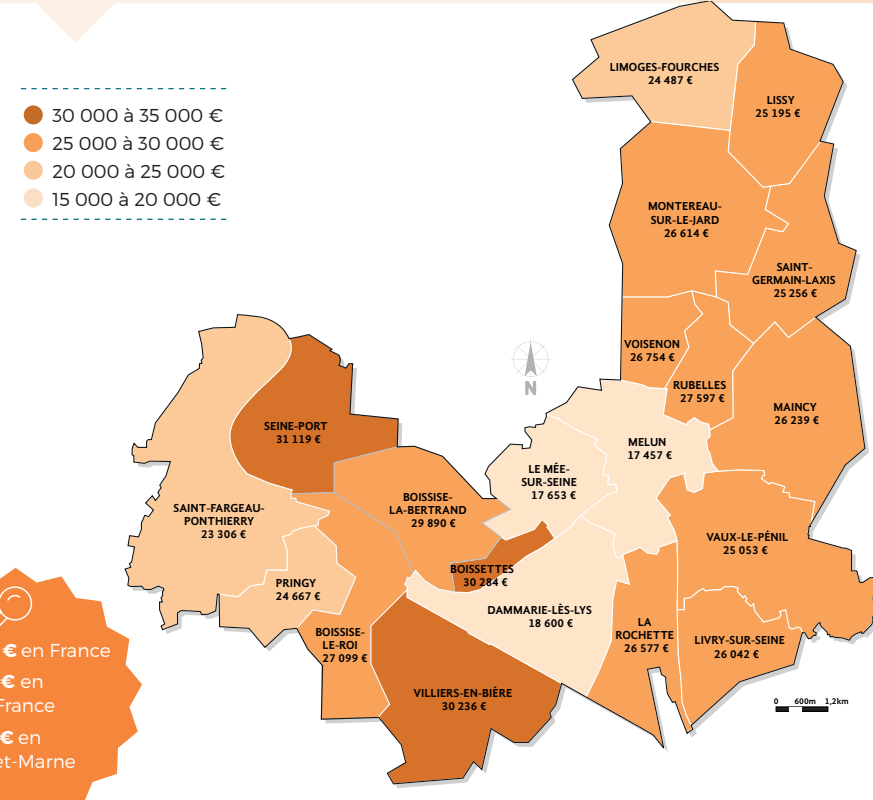 30 000 à 35 000 €
25 000 à 30 000 €
20 000 à 25 000 €
15 000 à 20 000 €
LIMOGES-FOURCHES
24 487 €
LISSY
25 195 €
MONTEREAU-
SUR-LE-JARD
26 614 €
SAINT-
GERMAIN-LAXIS
25 256 €
VOISENON
26 754 €
RUBELLES
27 597 €
MAINCY
26 239 €
N
SEINE-PORT
31 119 €
MELUN
17 457 €
LE MÉE-
SUR-SEINE
17 653 €
BOISSISE-
LA-BERTRAND
29 890 €
SAINT-FARGEAU-
PONTHIERRY
23 306 €
VAUX-LE-PÉNIL
25 053 €
BOISSETTES
30 284 €
PRINGY
24 667 €
DAMMARIE-LÈS-LYS
18 600 €
BOISSISE-
LE-ROI
27 099 €
LA
ROCHETTE
26 577 €
LIVRY-SUR-SEINE
26 042 €
VILLIERS-EN-BIÈRE
30 236 €
0 600m 1,2km
€ en France
€ en
France
€ en
et-Marne